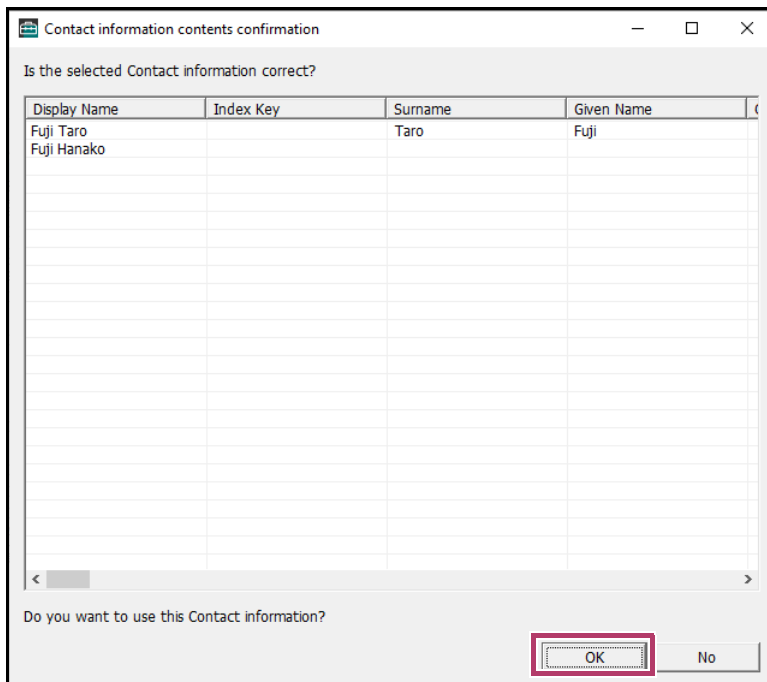 Contact information contents confirmation
Is the selected Contact information correct?
Display Name Index Key Surname Given Name
Fuji Taro Taro Fuji
Fuji Hanako
Do you want to use this Contact information?
OK No